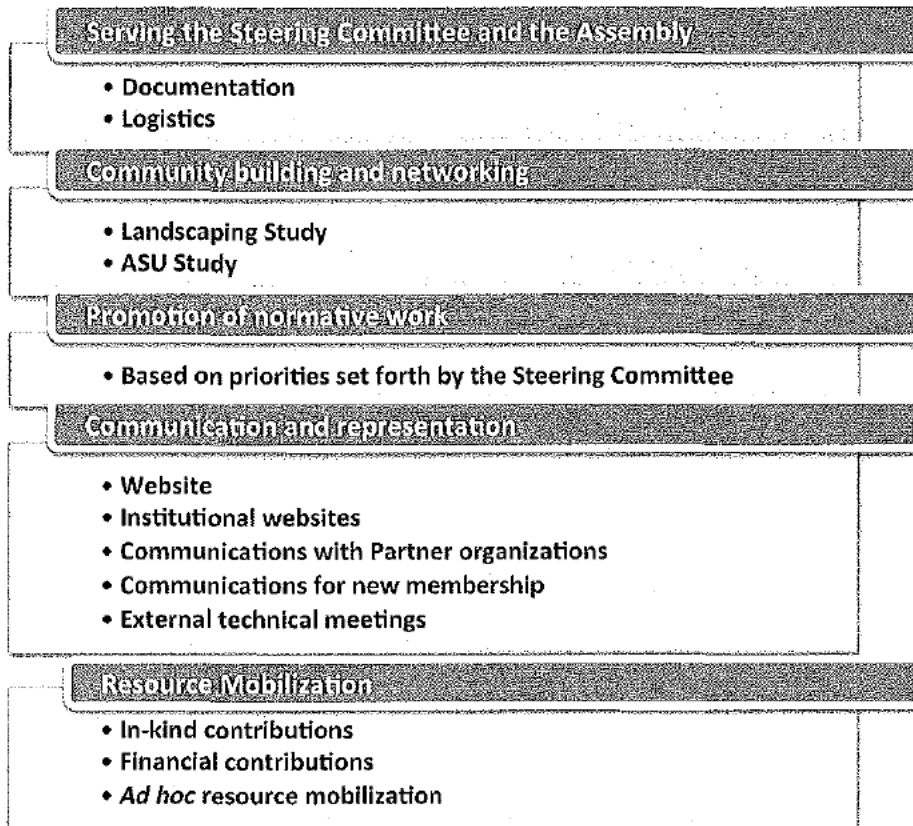 Serving the Steering Committee and the Assembly
• Documentation
• Logistics
Community building and networking
• Landscaping Study
• ASU Study
Promotion of normative work
• Based on priorities set forth by the Steering Committee
Communication and representation
• Website
• Institutional websites
• Communications with Partner organizations
• Communications for new membership
• External technical meetings
Resource Mobilization
• In-kind contributions
• Financial contributions
• Ad hoc resource mobilization